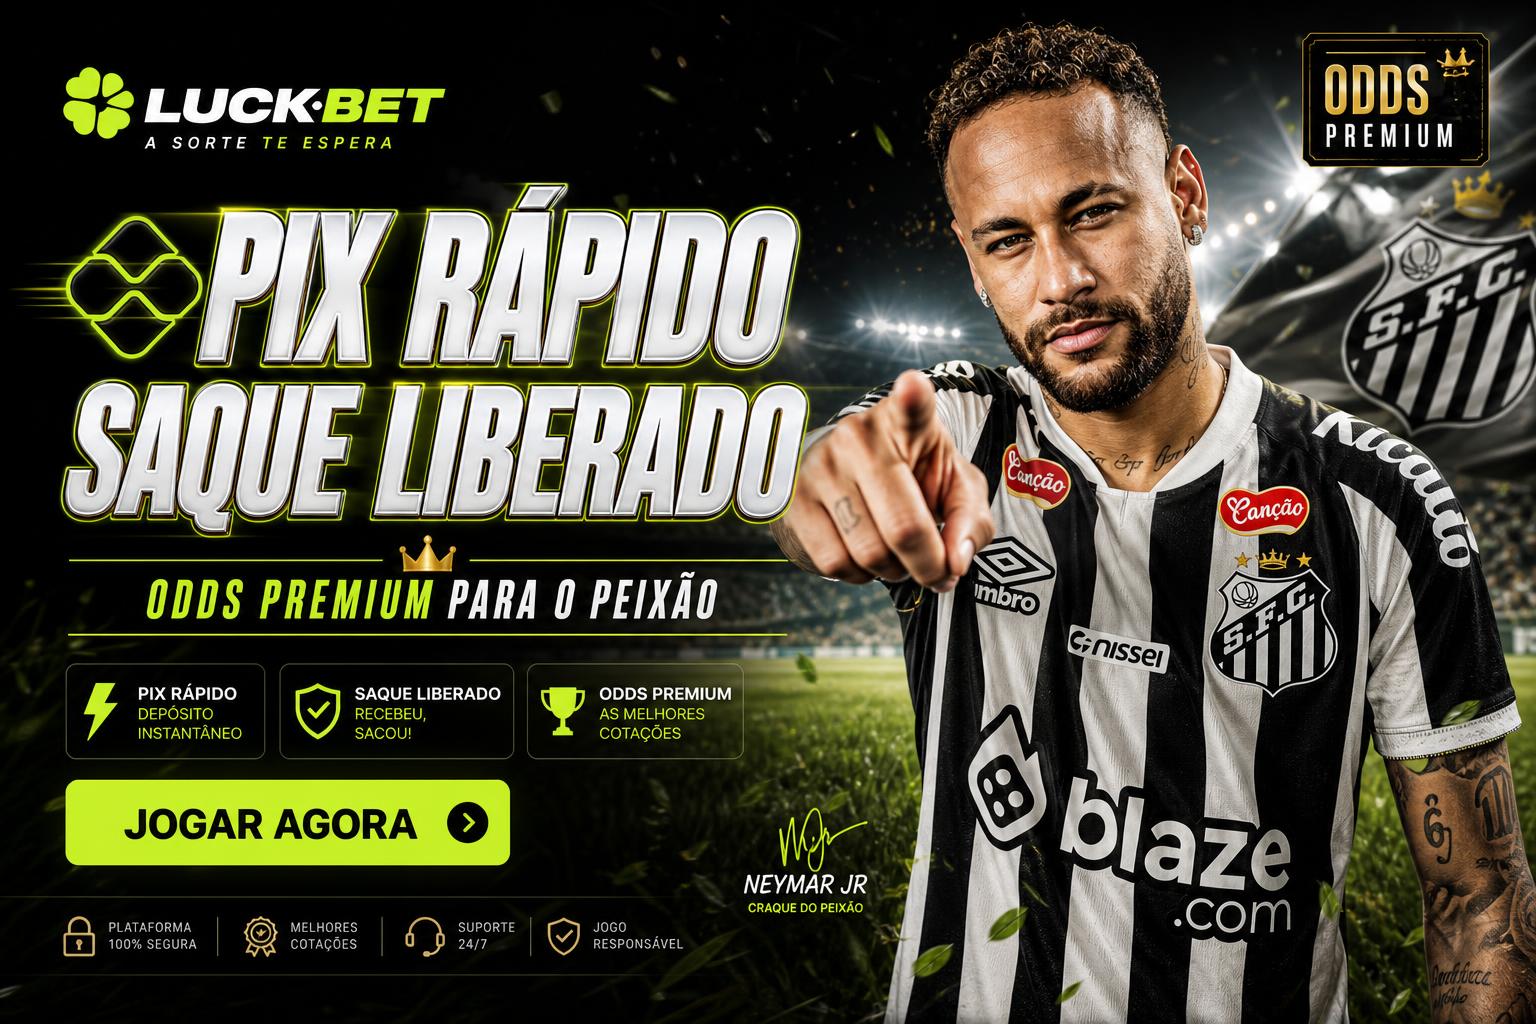 LUCK·BET
A SORTE TE ESPERA
ODDS
PREMIUM
PIX RÁPIDO
SAQUE LIBERADO
ODDS PREMIUM PARA O PEIXÃO
PIX RÁPIDO
DEPÓSITO
INSTANTÂNEO
SAQUE LIBERADO
RECEBEU,
SACOU!
ODDS PREMIUM
AS MELHORES
COTAÇÕES
JOGAR AGORA
NEYMAR JR
CRAQUE DO PEIXÃO
PLATAFORMA
100% SEGURA
MELHORES
COTAÇÕES
SUPORTE
24/7
JOGO
RESPONSÁVEL
S.F.C.
Canção
Canção
umbro
nissei
S.F.C.
blaze
.com